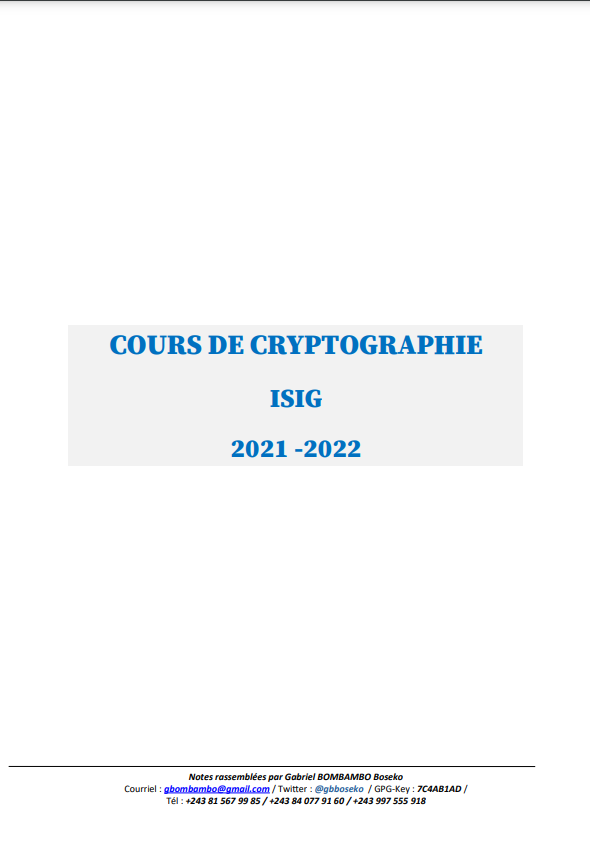 COURS DE CRYPTOGRAPHIE
ISIG
2021 -2022
Notes rassemblées par Gabriel BOMBAMBO Boseko
Courriel : gbombambo@gmail.com / Twitter : @gbboseko / GPG-Key : 7C4AB1AD /
Tél : +243 81 567 99 85 / +243 84 077 91 60 / +243 997 555 918